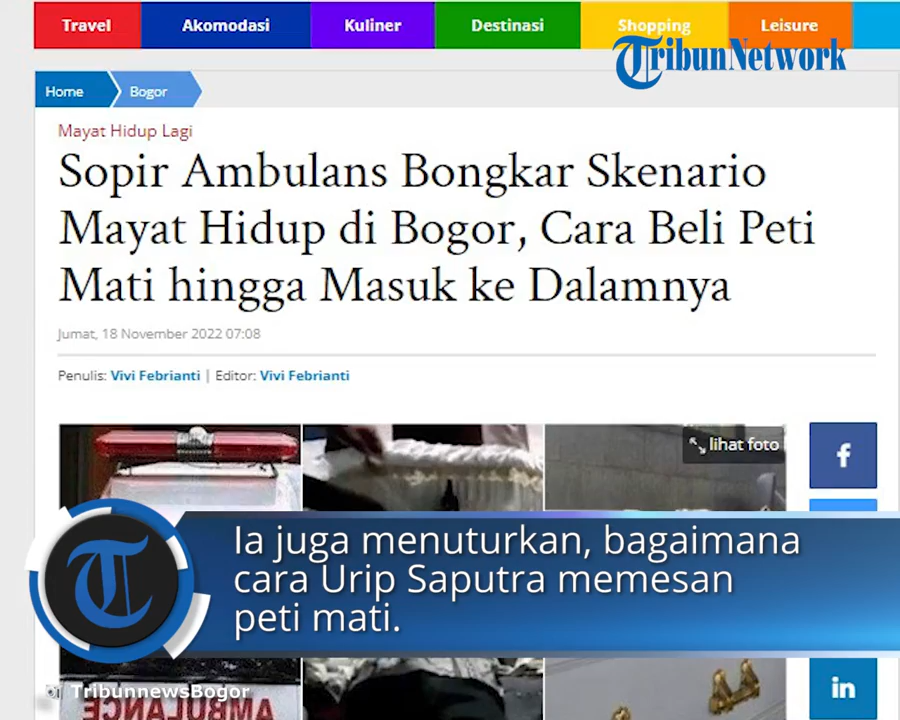 Travel Akomodasi Kuliner Destinasi Shopping Leisure
TribunNetwork
Home Bogor
Mayat Hidup Lagi
Sopir Ambulans Bongkar Skenario
Mayat Hidup di Bogor, Cara Beli Peti
Mati hingga Masuk ke Dalamnya
Jumat, 18 November 2022 07:08
Penulis: Vivi Febrianti | Editor: Vivi Febrianti
lihat foto
f
Ia juga menuturkan, bagaimana
cara Urip Saputra memesan
peti mati.
T
in
TribunnewsBogor
AMBULANCE